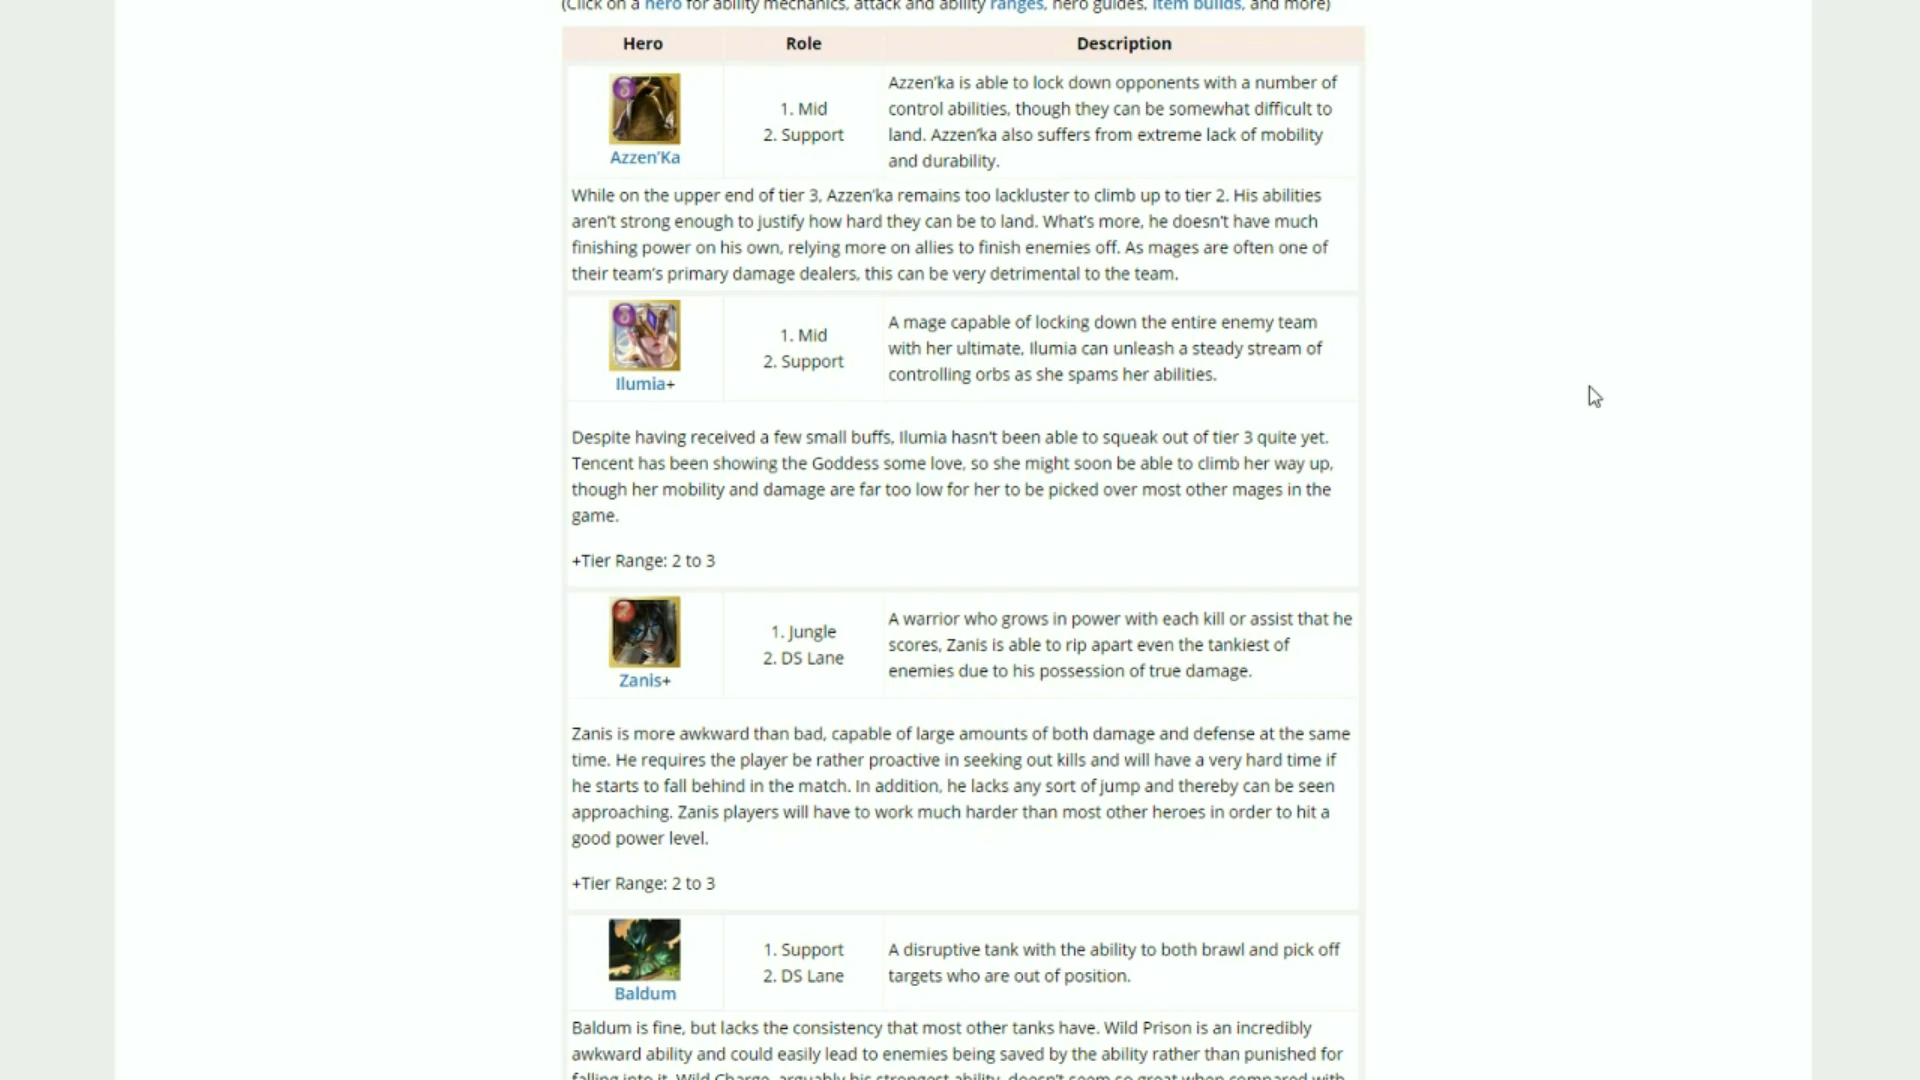 (Click on a hero for ability mechanics, attack and ability ranges, hero guides, item builds, and more)
Hero Role Description
Azzen'Ka
1. Mid
2. Support
Azzen'ka is able to lock down opponents with a number of
control abilities, though they can be somewhat difficult to
land. Azzen'ka also suffers from extreme lack of mobility
and durability.
While on the upper end of tier 3, Azzen'ka remains too lackluster to climb up to tier 2. His abilities
aren't strong enough to justify how hard they can be to land. What's more, he doesn't have much
finishing power on his own, relying more on allies to finish enemies off. As mages are often one of
their team's primary damage dealers, this can be very detrimental to the team.
Ilumia+
1. Mid
2. Support
A mage capable of locking down the entire enemy team
with her ultimate, Ilumia can unleash a steady stream of
controlling orbs as she spams her abilities.
Despite having received a few small buffs, Ilumia hasn't been able to squeak out of tier 3 quite yet.
Tencent has been showing the Goddess some love, so she might soon be able to climb her way up,
though her mobility and damage are far too low for her to be picked over most other mages in the
game.
+Tier Range: 2 to 3
Zanis+
1. Jungle
2. DS Lane
A warrior who grows in power with each kill or assist that he
scores, Zanis is able to rip apart even the tankiest of
enemies due to his possession of true damage.
Zanis is more awkward than bad, capable of large amounts of both damage and defense at the same
time. He requires the player be rather proactive in seeking out kills and will have a very hard time if
he starts to fall behind in the match. In addition, he lacks any sort of jump and thereby can be seen
approaching. Zanis players will have to work much harder than most other heroes in order to hit a
good power level.
+Tier Range: 2 to 3
Baldum
1. Support
2. DS Lane
A disruptive tank with the ability to both brawl and pick off
targets who are out of position.
Baldum is fine, but lacks the consistency that most other tanks have. Wild Prison is an incredibly
awkward ability and could easily lead to enemies being saved by the ability rather than punished for
falling into it. Wild Charge, arguably his strongest ability, doesn't seem so great when compared with